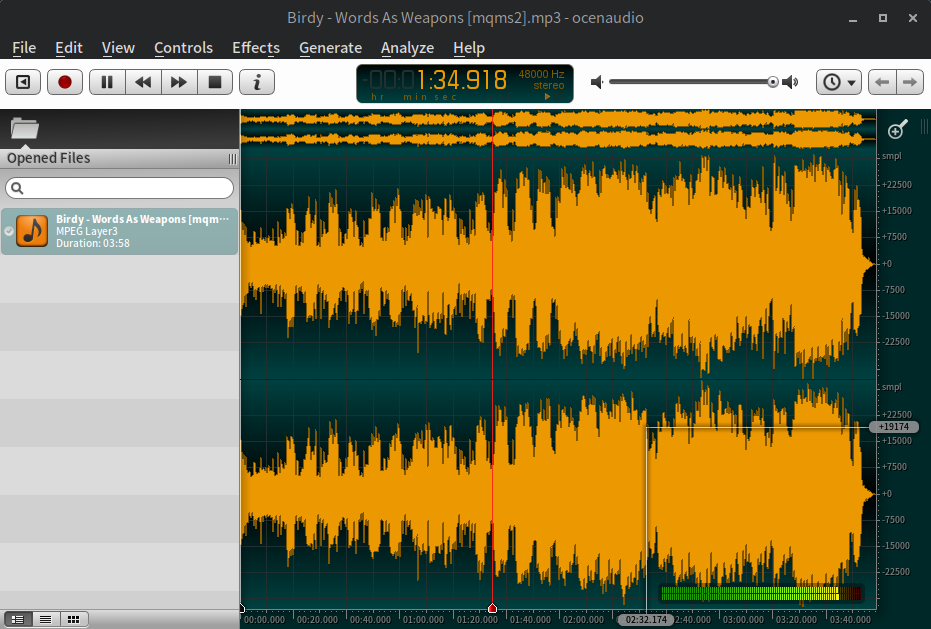 Birdy - Words As Weapons [mqms2].mp3 - ocenaudio
File Edit View Controls Effects Generate Analyze Help
1:34.918
48000 Hz
stereo
hr min sec
Opened Files
Birdy - Words As Weapons [mqm···
MPEG Layer3
Duration: 03:58
smpl
+22500
+15000
+7500
+0
-7500
-15000
-22500
smpl
+22500
+19174
+15000
+7500
+0
-7500
-15000
-22500
00:00.000 00:20.000 00:40.000 01:00.000 01:20.000 01:40.000 02:00.000 02:32.174 2:40.000 03:00.000 03:20.000 03:40.000